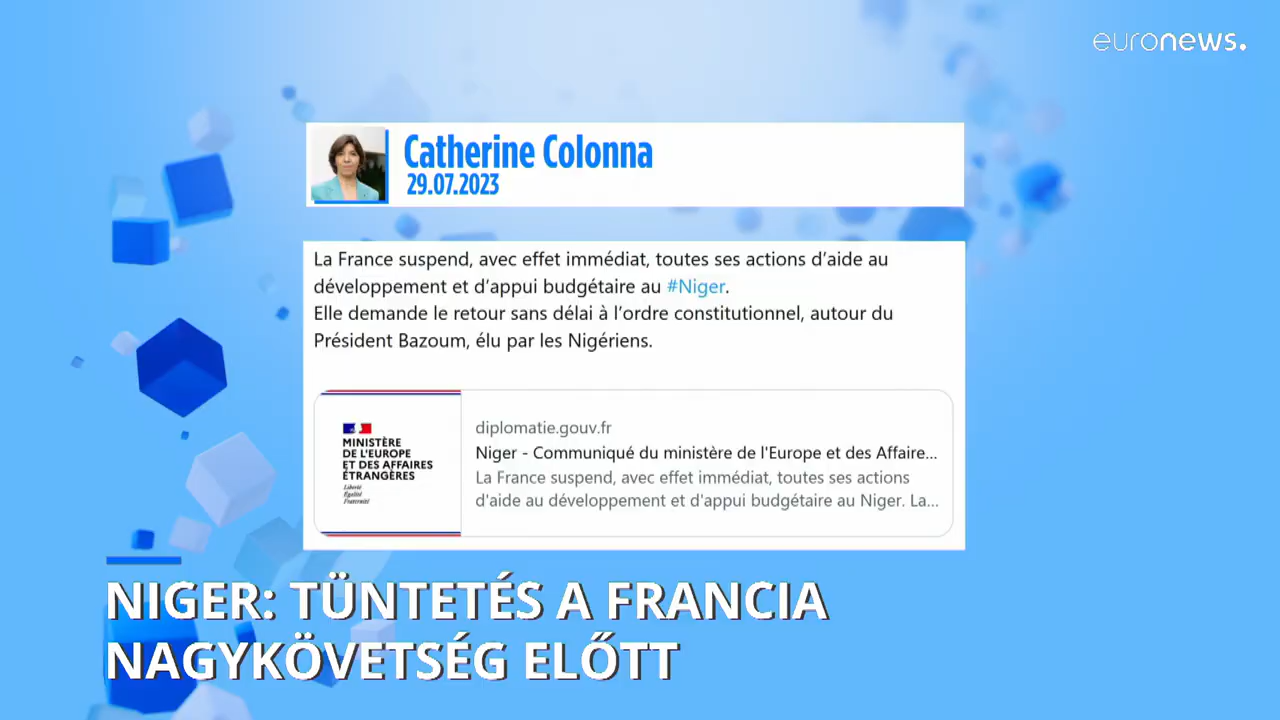 euronews.
Catherine Colonna
29.07.2023
La France suspend, avec effet immédiat, toutes ses actions d’aide au
développement et d’appui budgétaire au #Niger.
Elle demande le retour sans délai à l’ordre constitutionnel, autour du
Président Bazoum, élu par les Nigériens.
MINISTÈRE
DE L'EUROPE
ET DES AFFAIRES
ÉTRANGÈRES
Liberté
Égalité
Fraternité
diplomatie.gouv.fr
Niger - Communiqué du ministère de l'Europe et des Affaire...
La France suspend, avec effet immédiat, toutes ses actions
d'aide au développement et d'appui budgétaire au Niger. La...
NIGER: TÜNTETÉS A FRANCIA
NAGYKÖVETSÉG ELŐTT